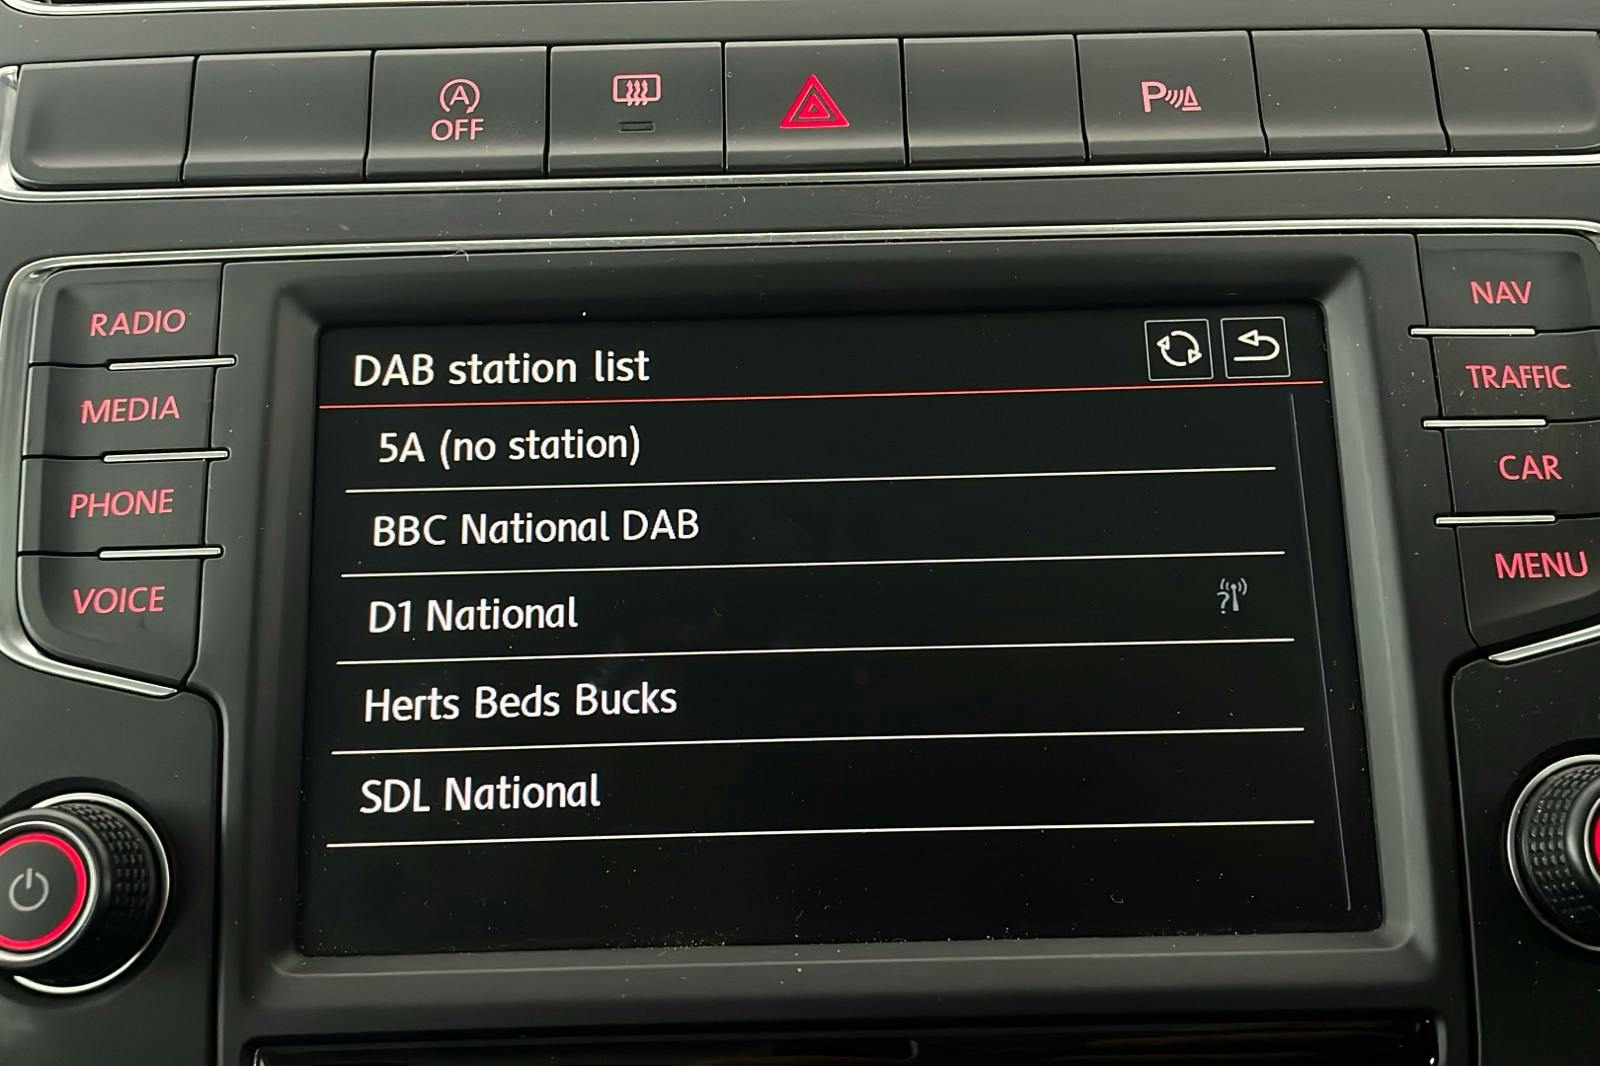 A
OFF
P
RADIO
MEDIA
PHONE
VOICE
DAB station list
5A (no station)
BBC National DAB
D1 National
?
Herts Beds Bucks
SDL National
NAV
TRAFFIC
CAR
MENU